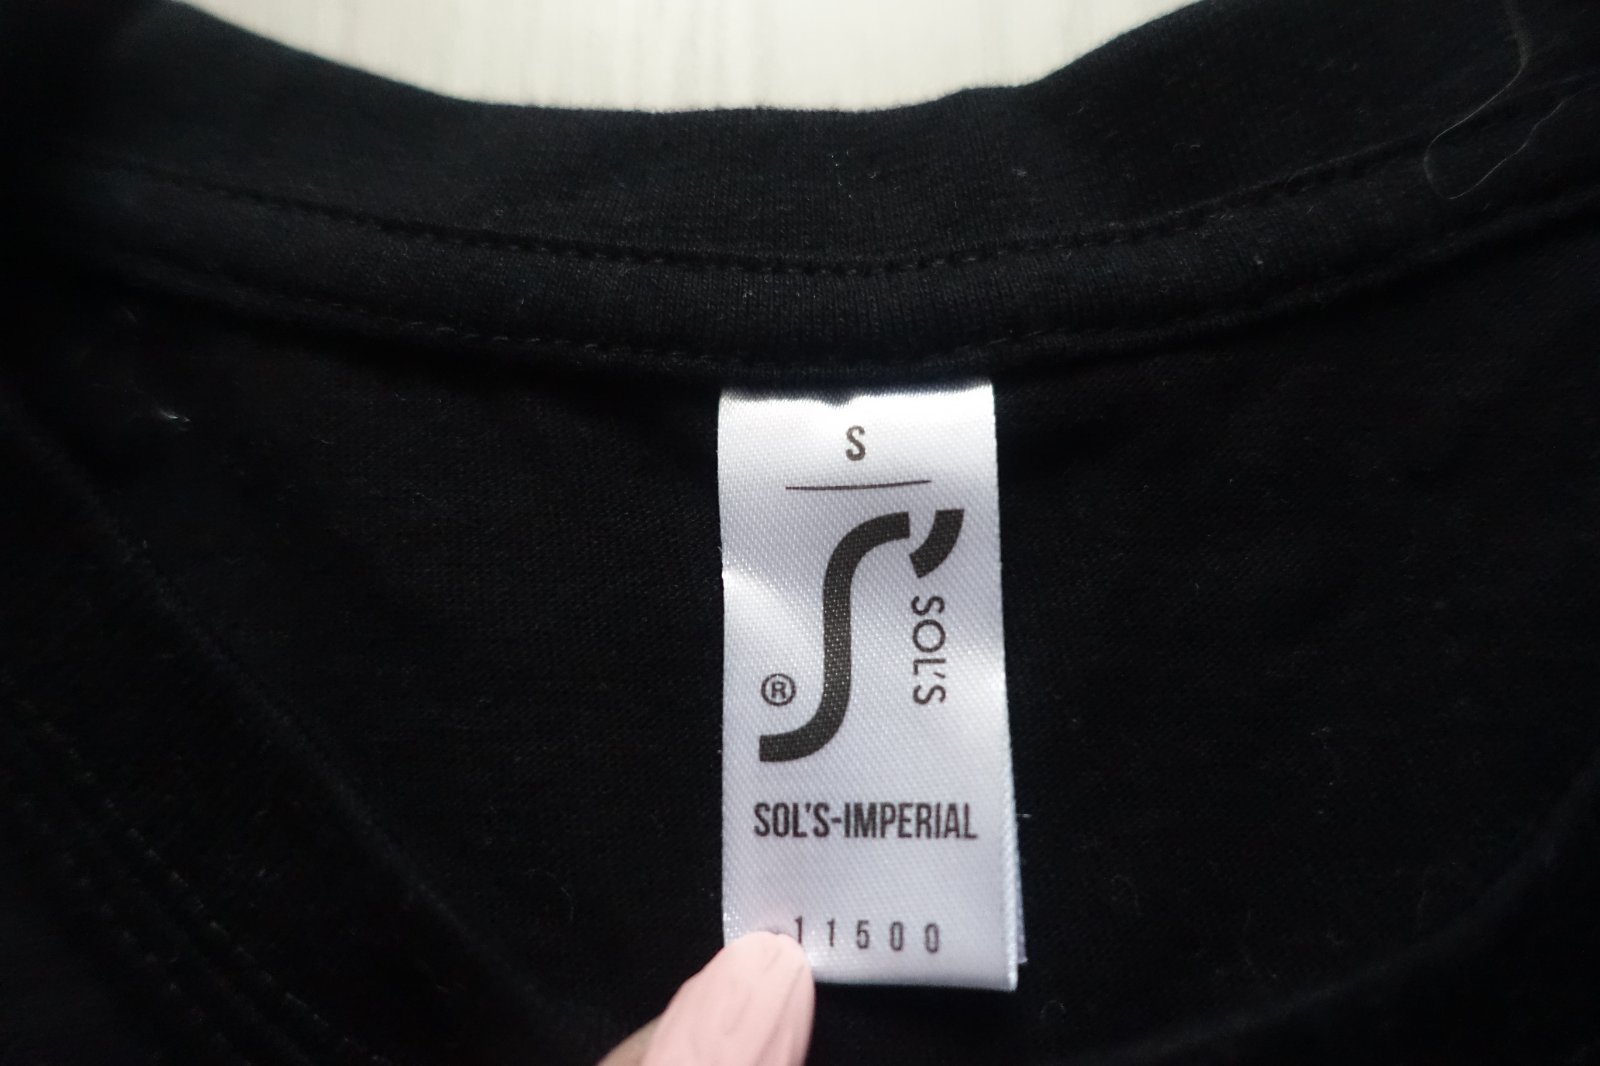 S
SOL'S
®
SOL'S-IMPERIAL
11500